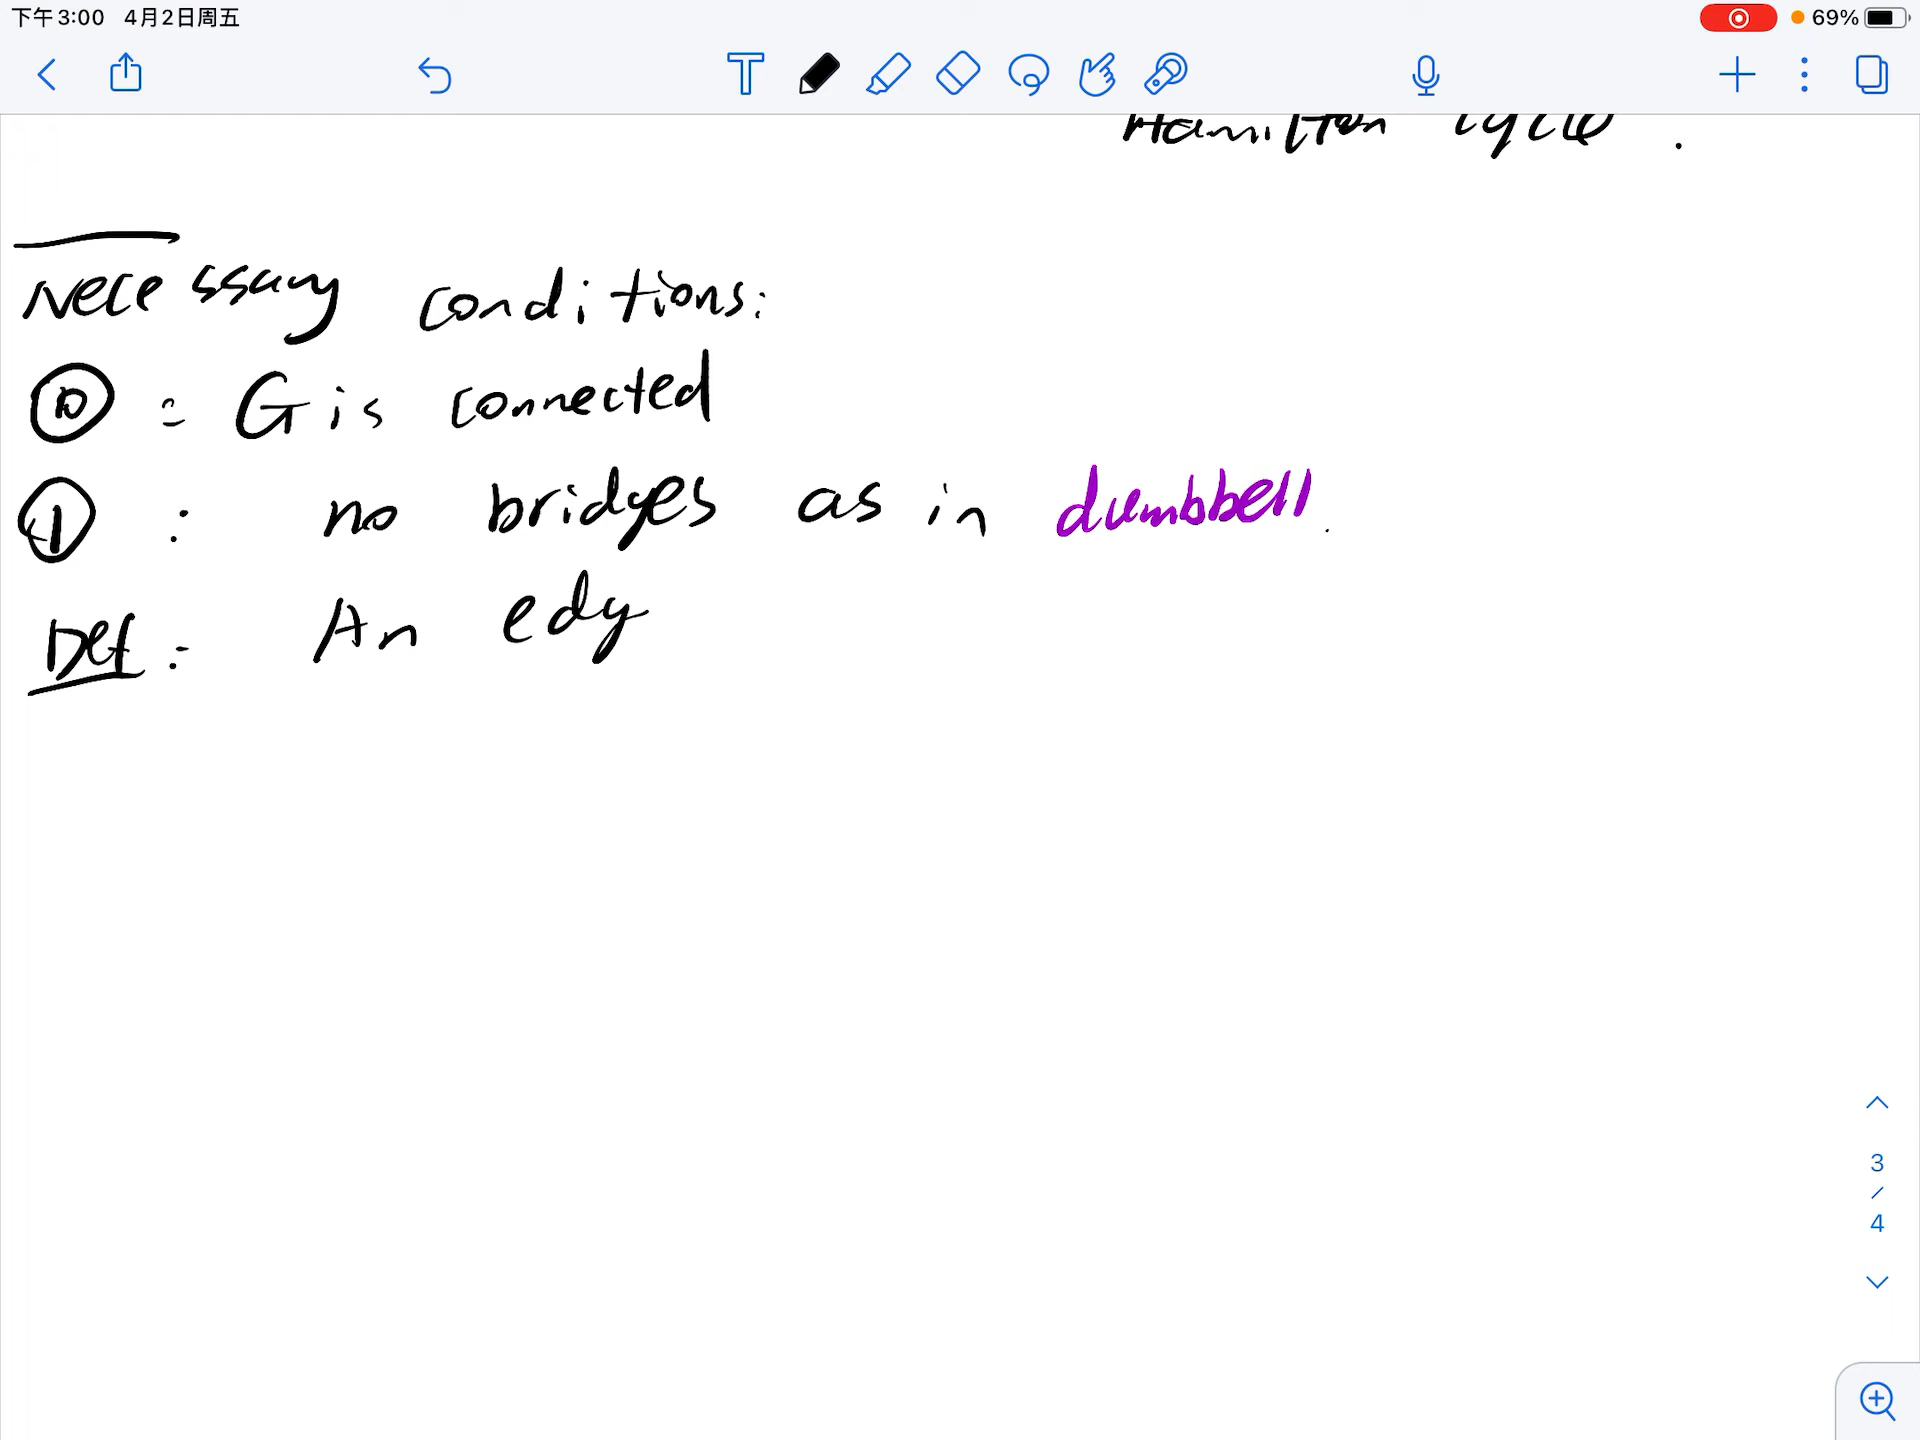 下午3:00 4月2日周五
69%
T
Hamilton cycle .
Necessary conditions:
⓪ : G is connected
① : no bridges as in dumbbell.
Def : An edg
3
/
4